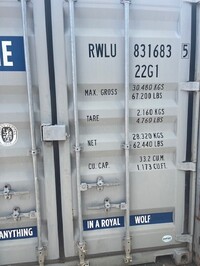 RWLU 831683 5
22G1
MAX. GROSS 30.480 KGS
67.200 LBS
TARE 2.160 KGS
4.760 LBS
NET 28.320 KGS
62.440 LBS
CU. CAP. 33.2 CU.M.
1.173 CU.FT.
IN A ROYAL WOLF
ANYTHING